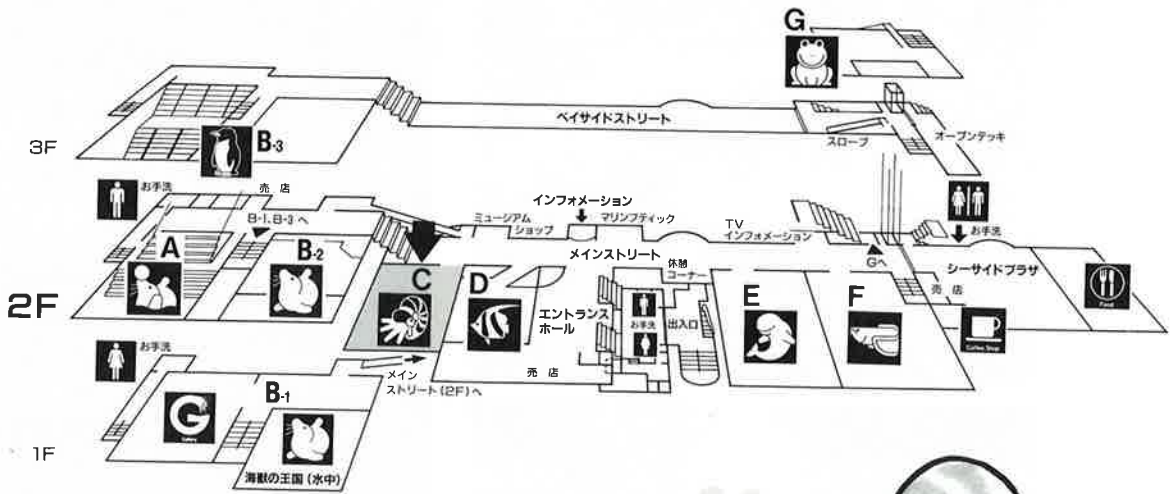 G
ベイサイドストリート
スロープ
オープンデッキ
3F
B-3
お手洗
売店
B-1, B-3 へ
A
B-2
C
D
ミュージアム
ショップ
インフォメーション
マリンブティック
TV
インフォメーション
メインストリート
休憩
コーナー
Gへ
お手洗
シーサイドプラザ
売店
Food
Coffee Shop
2F
エントランス
ホール
お手洗
出入口
E
F
売店
お手洗
メイン
ストリート(2F)へ
G
Gallery
B-1
海獣の王国(水中)
1F